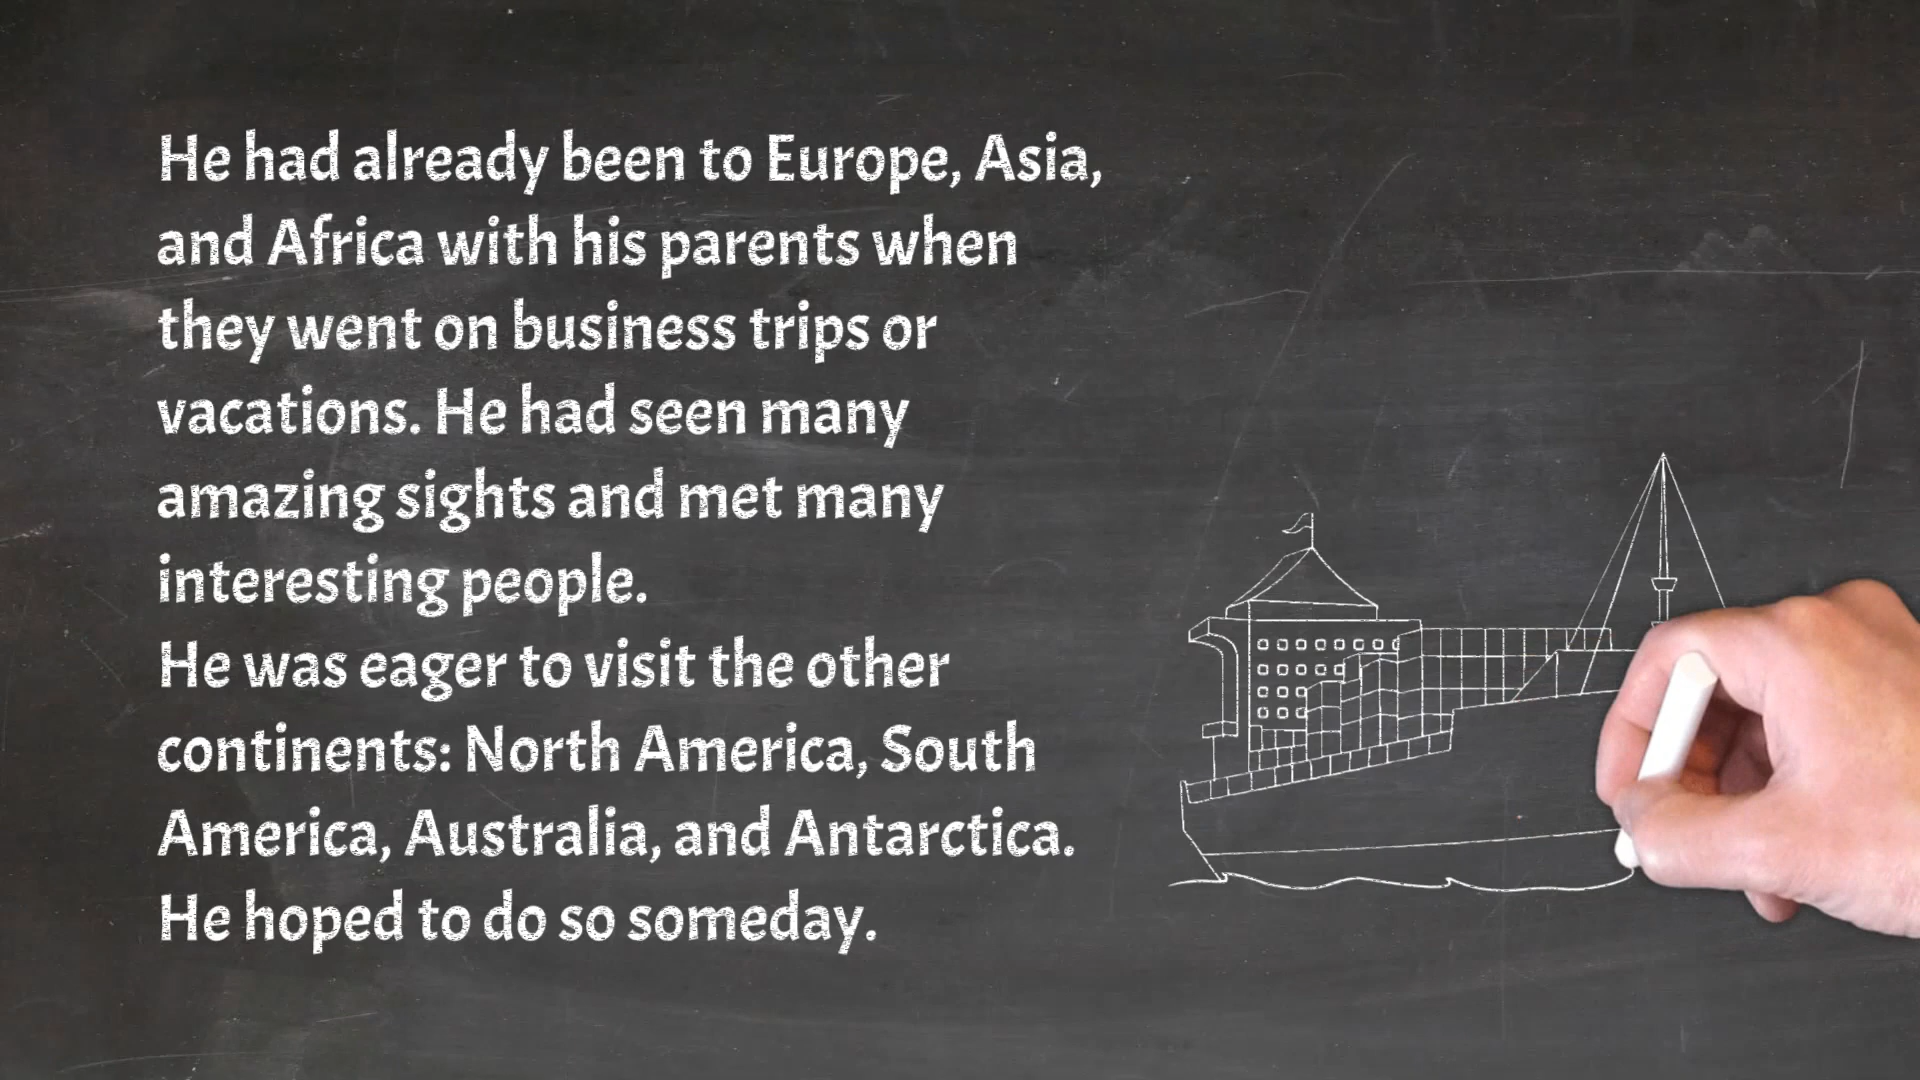 He had already been to Europe, Asia,
and Africa with his parents when
they went on business trips or
vacations. He had seen many
amazing sights and met many
interesting people.
He was eager to visit the other
continents: North America, South
America, Australia, and Antarctica.
He hoped to do so someday.